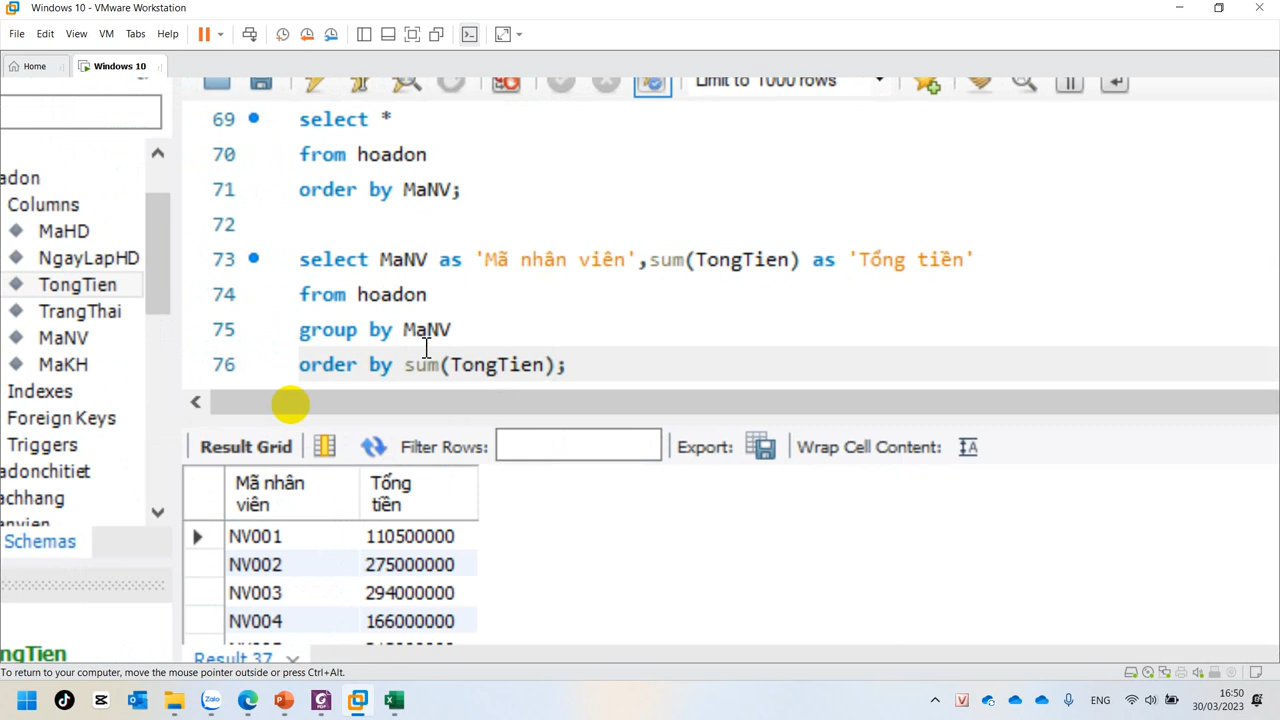 Windows 10 - VMware Workstation
File Edit View VM Tabs Help
Home Windows 10
Limit to 1000 rows
69 select *
70 from hoadon
71 order by MaNV;
72
73 select MaNV as 'Mã nhân viên',sum(TongTien) as 'Tổng tiền'
74 from hoadon
75 group by MaNV
76 order by sum(TongTien);
adon
Columns
MaHD
NgayLapHD
TongTien
TrangThai
MaNV
MaKH
Indexes
Foreign Keys
Triggers
adonchitiet
achhang
Schemas
ngTien
Result Grid Filter Rows: Export: Wrap Cell Content:
Mã nhân viên Tổng tiền
NV001 110500000
NV002 275000000
NV003 294000000
NV004 166000000
Result 37
To return to your computer, move the mouse pointer outside or press Ctrl+Alt.
Zalo
ENG
16:50
30/03/2023